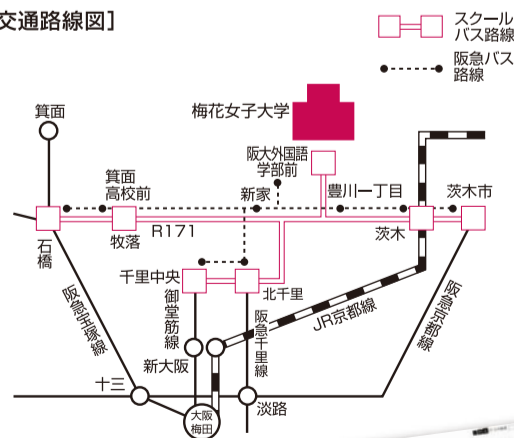 交通路線図]
スクール
バス路線
阪急バス
路線
箕面
梅花女子大学
阪大外国語
学部前
箕面
高校前
新家
豊川一丁目
茨木市
石橋
牧落
R171
茨木
千里中央
北千里
御堂筋線
阪急宝塚線
阪急千里線
JR京都線
阪急京都線
新大阪
十三
大阪
梅田
淡路